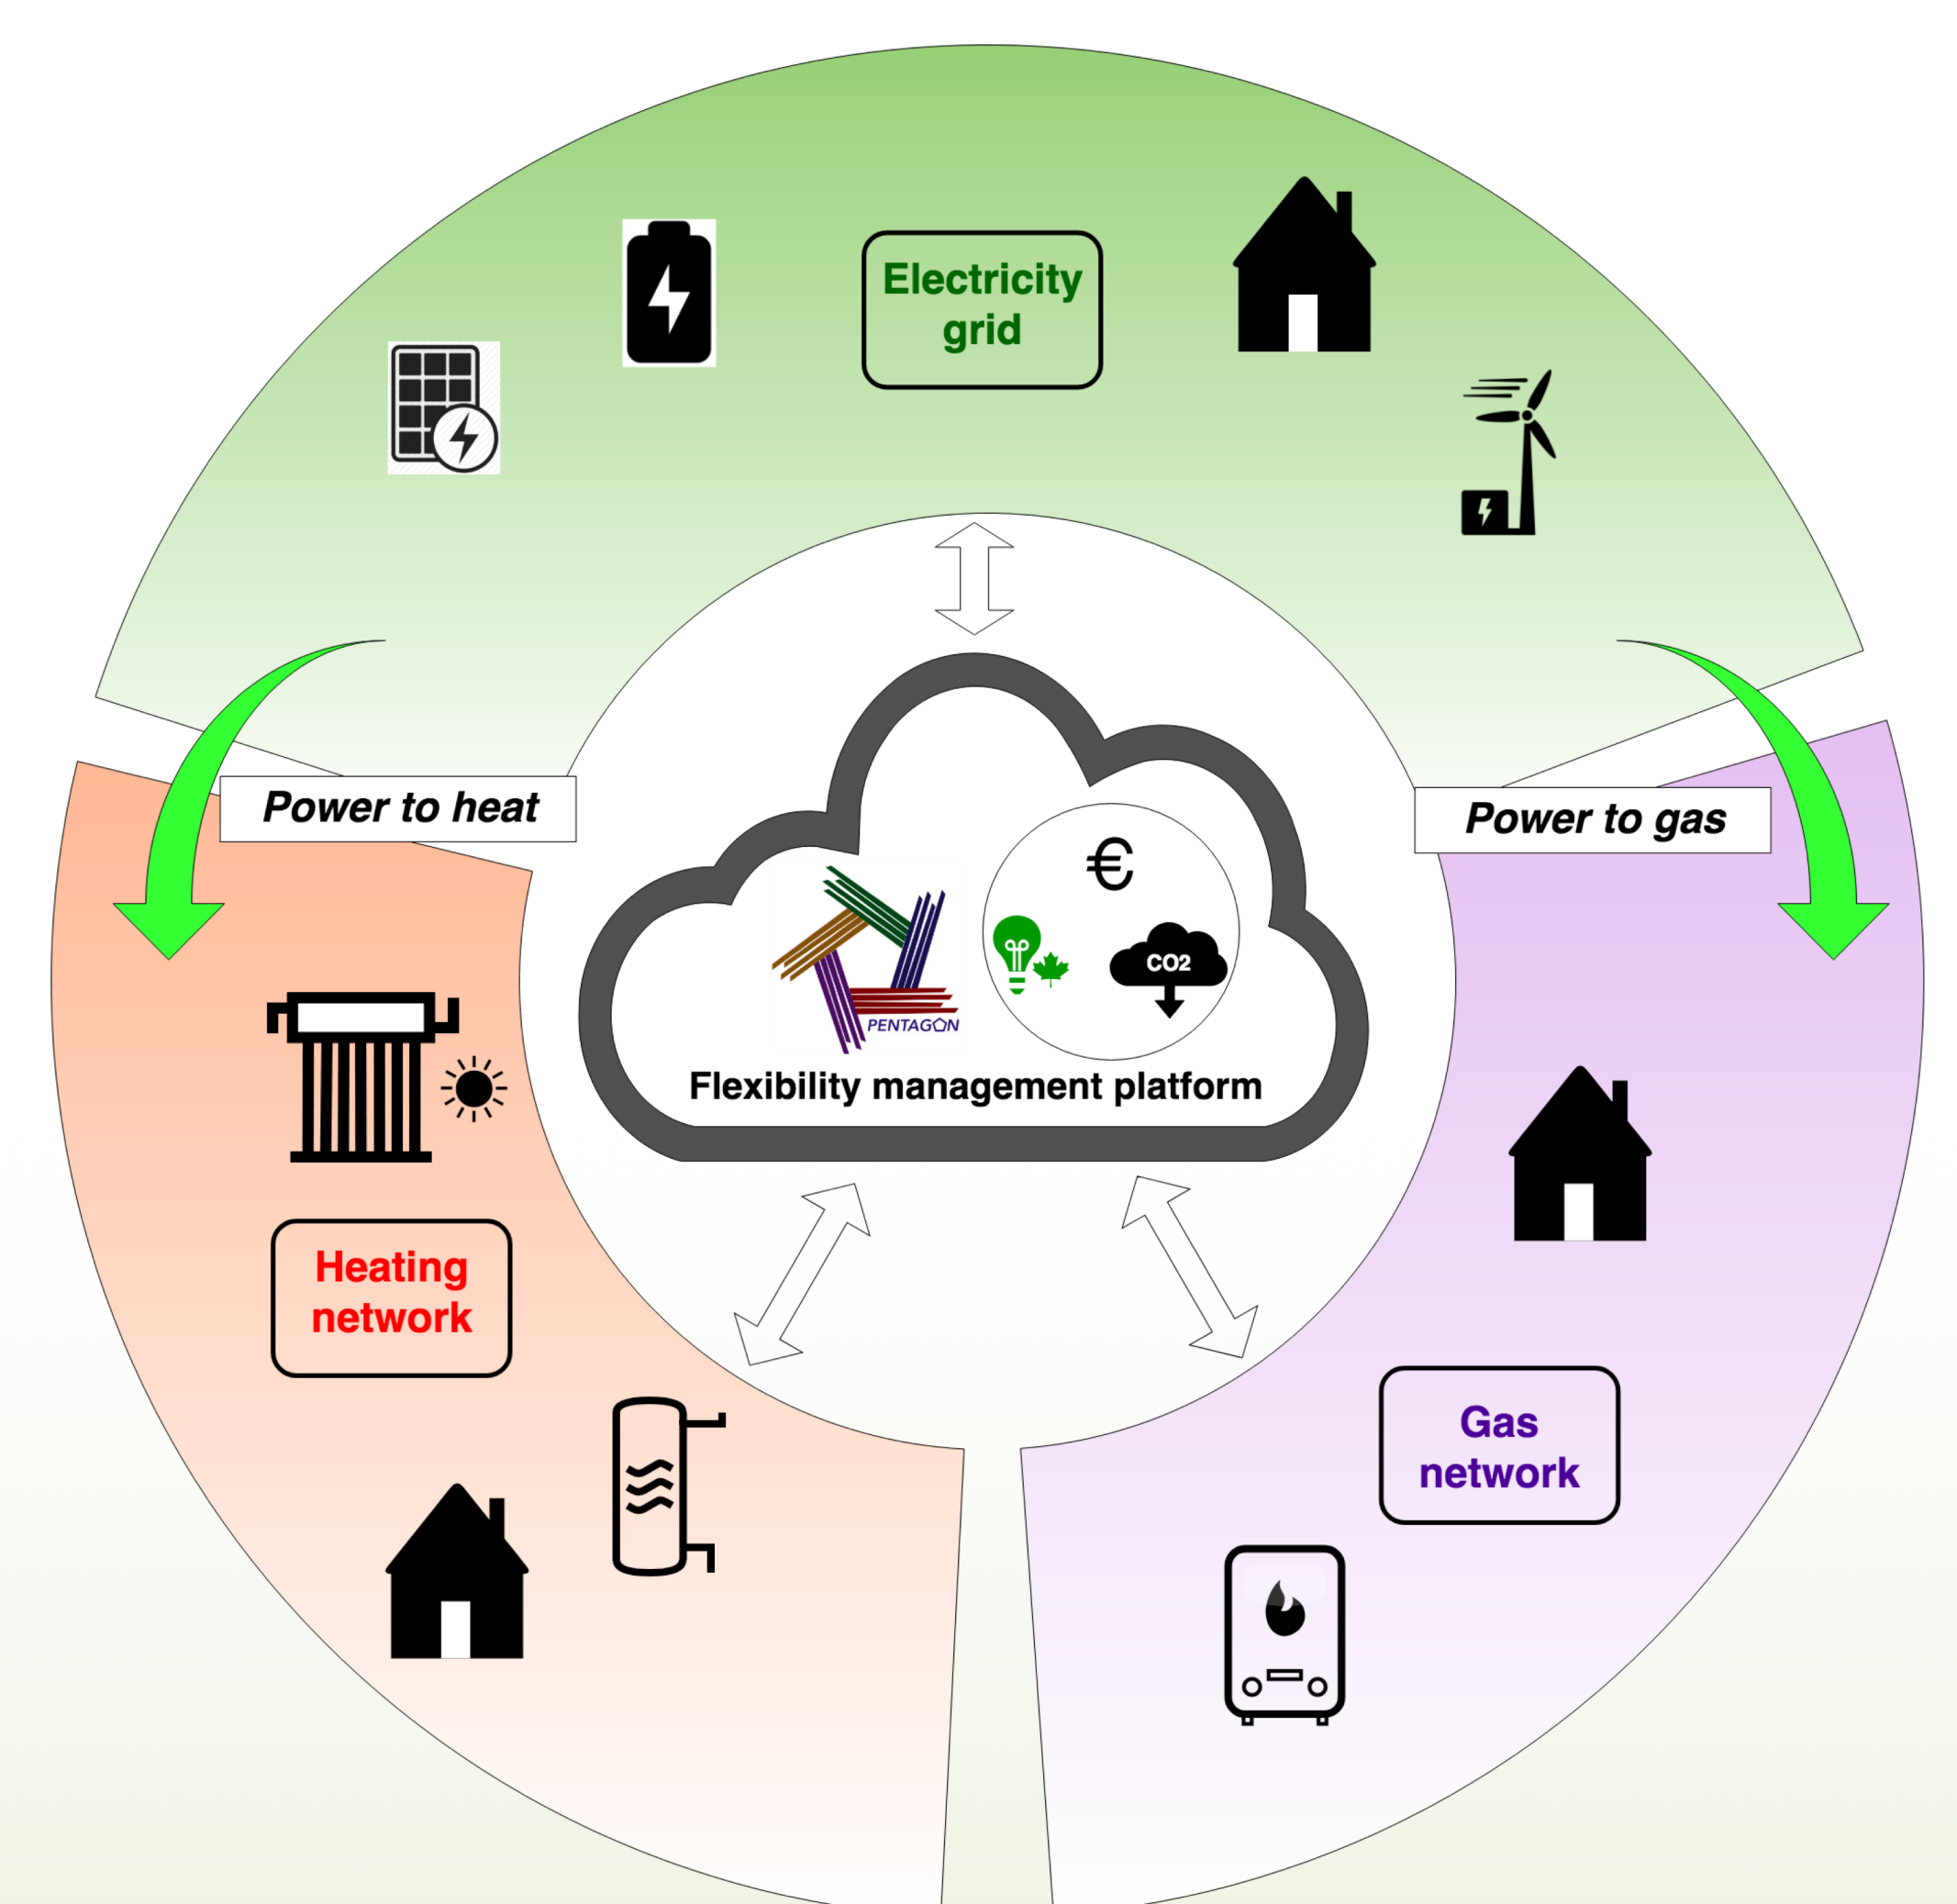 Electricity
grid
Power to heat
Power to gas
€
CO2
PENTAGON
Flexibility management platform
Heating
network
Gas
network